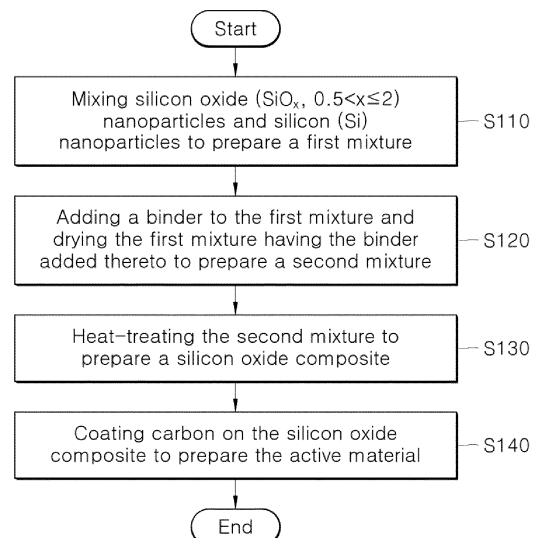 Start
Mixing silicon oxide (SiOₓ, 0.5<x≤2)
nanoparticles and silicon (Si)
nanoparticles to prepare a first mixture
S110
Adding a binder to the first mixture and
drying the first mixture having the binder
added thereto to prepare a second mixture
S120
Heat-treating the second mixture to
prepare a silicon oxide composite
S130
Coating carbon on the silicon oxide
composite to prepare the active material
S140
End